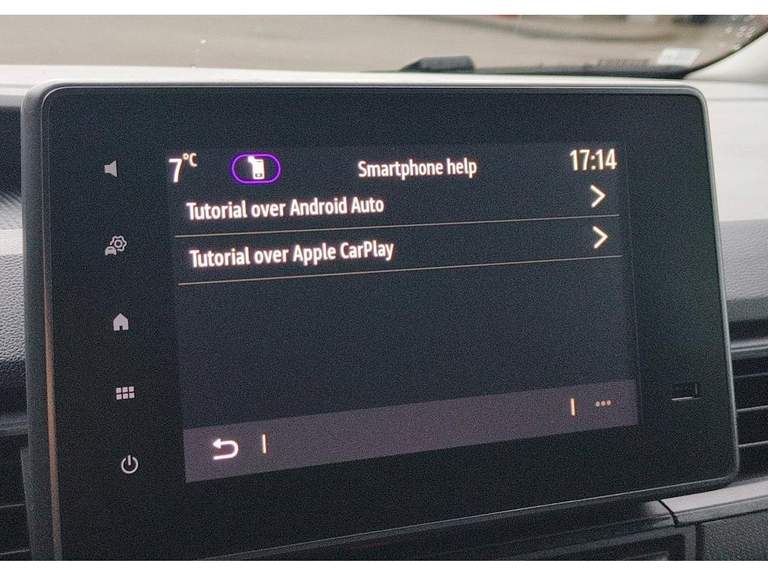 7°C Smartphone help 17:14
Tutorial over Android Auto
Tutorial over Apple CarPlay